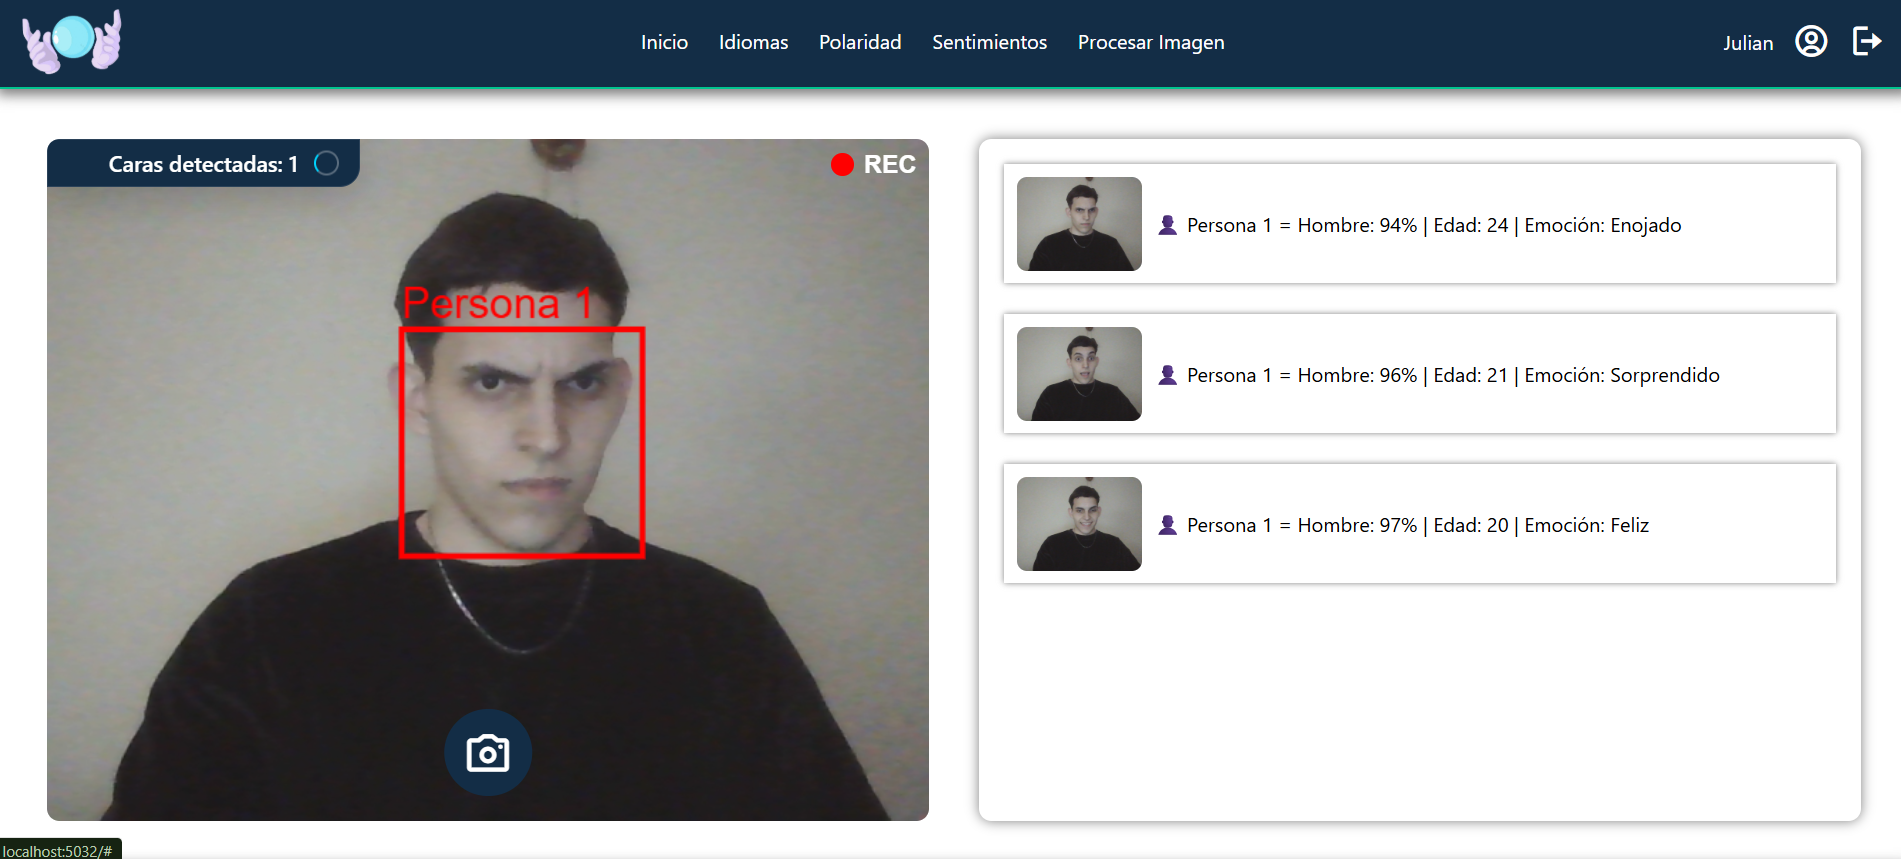 Inicio Idiomas Polaridad Sentimientos Procesar Imagen Julian
Caras detectadas: 1
REC
Persona 1
Persona 1 = Hombre: 94% | Edad: 24 | Emoción: Enojado
Persona 1 = Hombre: 96% | Edad: 21 | Emoción: Sorprendido
Persona 1 = Hombre: 97% | Edad: 20 | Emoción: Feliz
localhost:5032/#